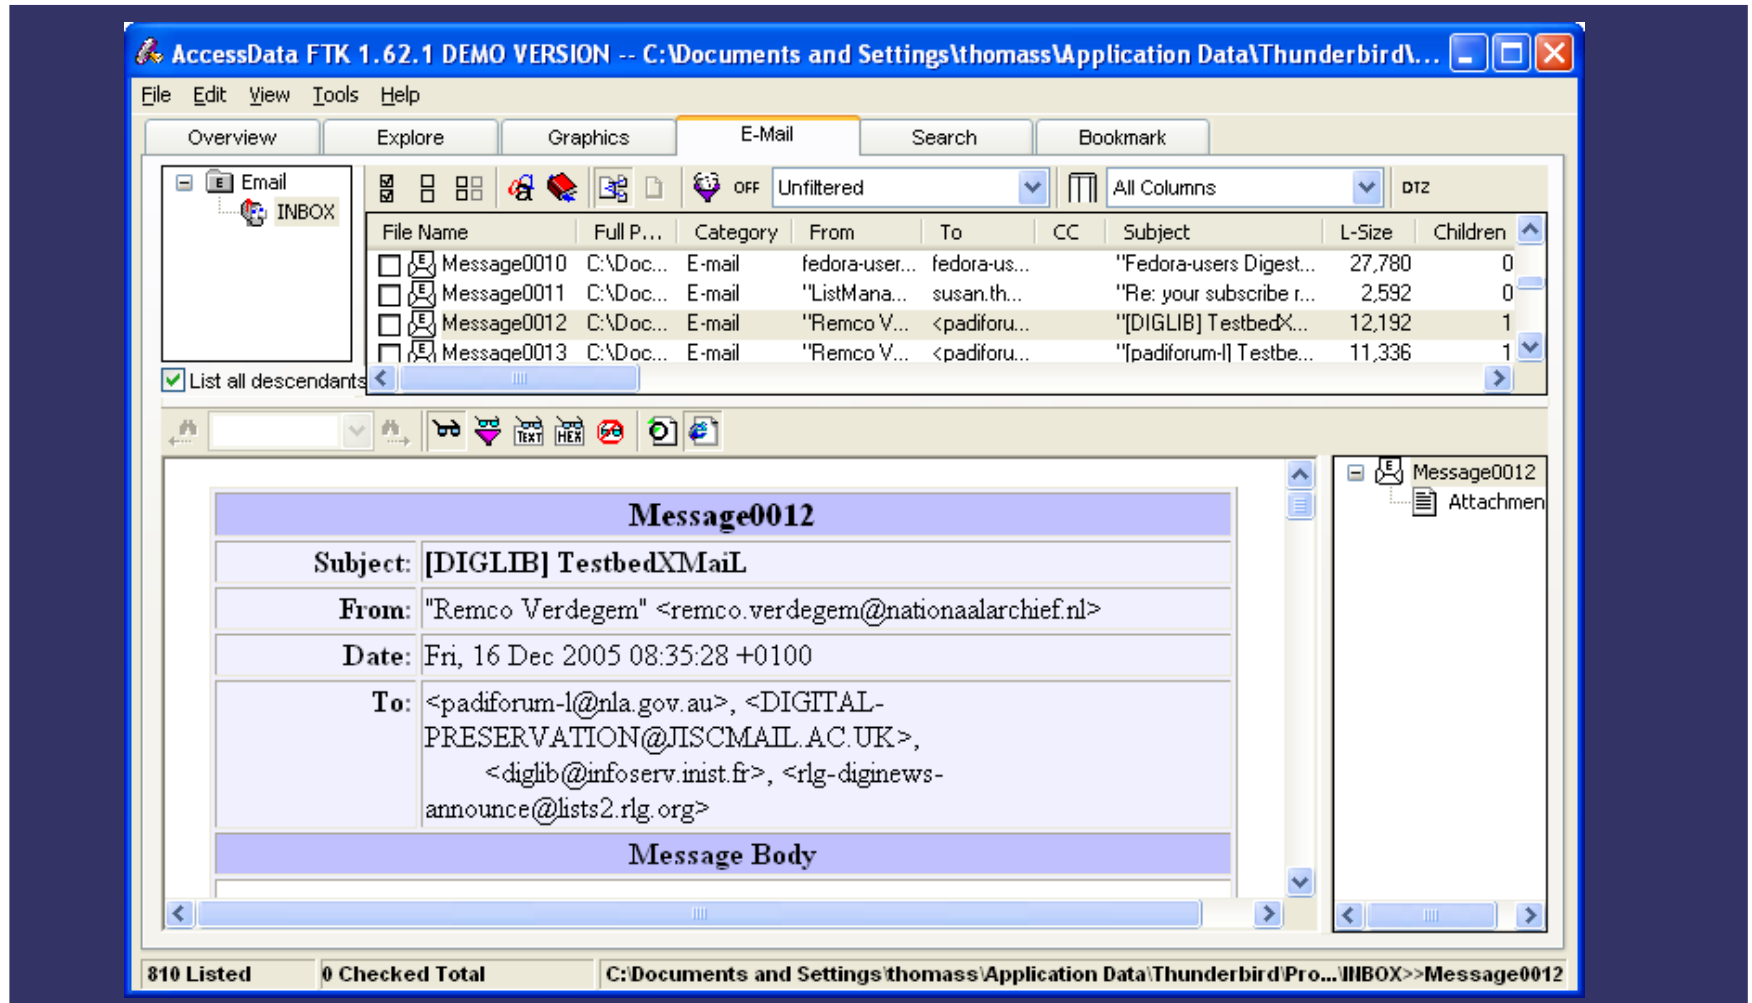 AccessData FTK 1.62.1 DEMO VERSION -- C:\Documents and Settings\thomass\Application Data\Thunderbird\...
File Edit View Tools Help
Overview Explore Graphics E-Mail Search Bookmark
Email
INBOX
List all descendants
OFF Unfiltered All Columns DTZ
File Name Full P... Category From To CC Subject L-Size Children
Message0010 C:\Doc... E-mail fedora-user... fedora-us... "Fedora-users Digest... 27,780 0
Message0011 C:\Doc... E-mail "ListMana... susan.th... "Re: your subscribe r... 2,592 0
Message0012 C:\Doc... E-mail "Remco V... <padiforu... "[DIGLIB] TestbedX... 12,192 1
Message0013 C:\Doc... E-mail "Remco V... <padiforu... "[padiforum-l] Testbe... 11,336 1
TEXT HEX
Message0012
Subject: [DIGLIB] TestbedXMaiL
From: "Remco Verdegem" <remco.verdegem@nationaalarchief.nl>
Date: Fri, 16 Dec 2005 08:35:28 +0100
To: <padiforum-l@nla.gov.au>, <DIGITAL-
PRESERVATION@JISCMAIL.AC.UK>,
<diglib@infoserv.inist.fr>, <rlg-diginews-
announce@lists2.rlg.org>
Message Body
Message0012
Attachmen
810 Listed 0 Checked Total C:\Documents and Settings\thomass\Application Data\Thunderbird\Pro...\INBOX>>Message0012